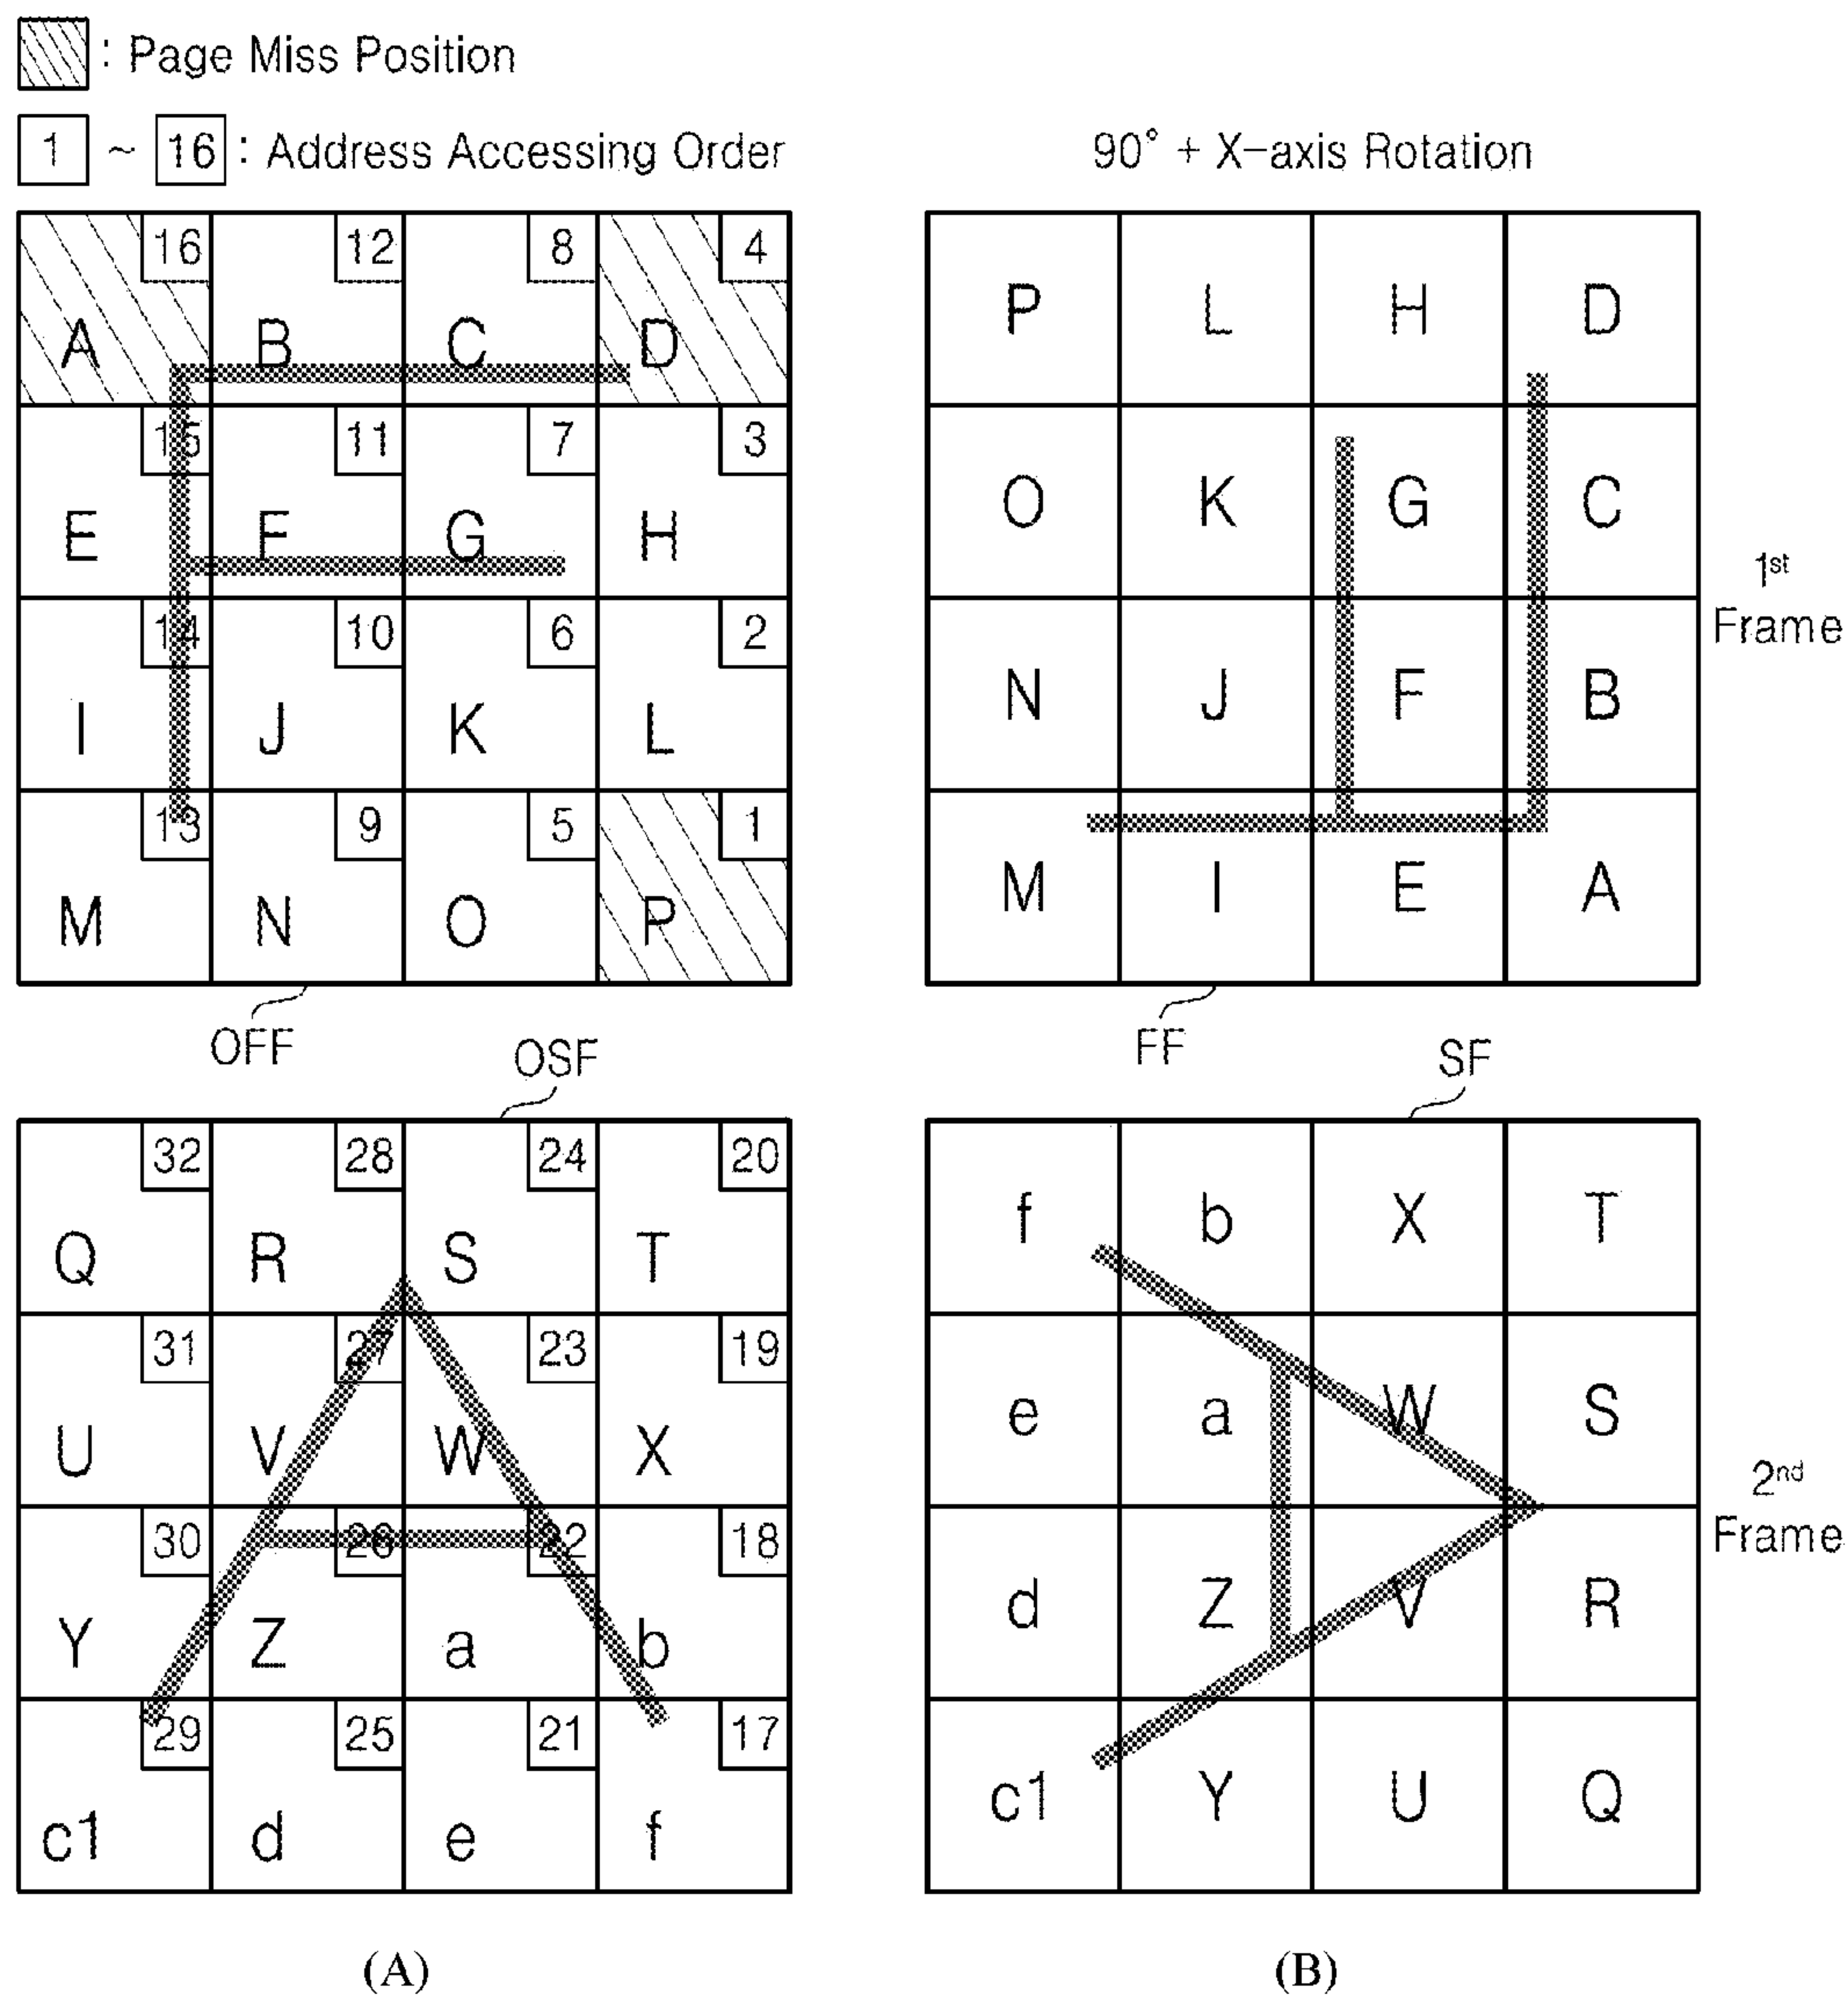 : Page Miss Position
1 ~ 16 : Address Accessing Order
90° + X-axis Rotation
16 12 8 4
A B C D
15 11 7 3
E F G H
14 10 6 2
I J K L
13 9 5 1
M N O P
OFF
P L H D
O K G C
N J F B
M I E A
FF
1st
Frame
OSF
32 28 24 20
Q R S T
31 27 23 19
U V W X
30 26 22 18
Y Z a b
29 25 21 17
c1 d e f
(A)
SF
f b X T
e a W S
d Z V R
c1 Y U Q
2nd
Frame
(B)